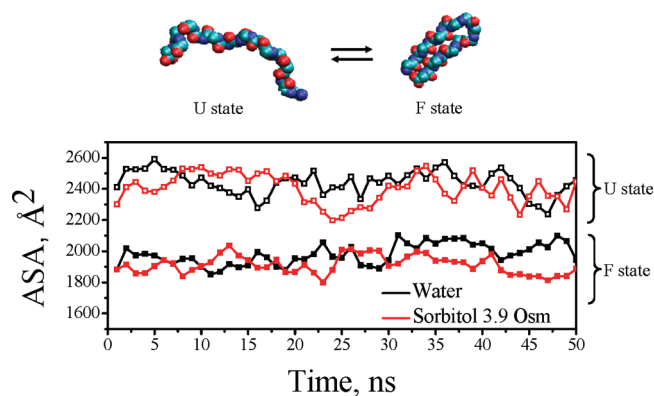 U state
F state
ASA, Å2
2600
2400
2200
2000
1800
1600
U state
F state
Water
Sorbitol 3.9 Osm
0 5 10 15 20 25 30 35 40 45 50
Time, ns